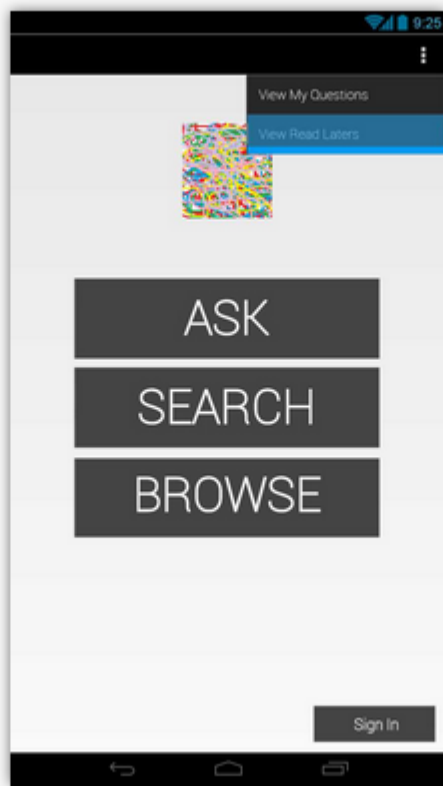 9:25
View My Questions
View Read Laters
ASK
SEARCH
BROWSE
Sign In